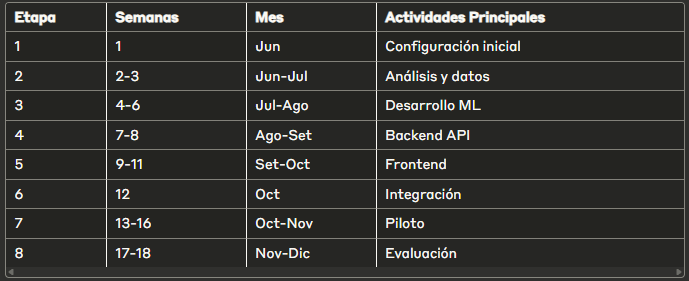 Etapa Semanas Mes Actividades Principales
1 1 Jun Configuración inicial
2 2-3 Jun-Jul Análisis y datos
3 4-6 Jul-Ago Desarrollo ML
4 7-8 Ago-Set Backend API
5 9-11 Set-Oct Frontend
6 12 Oct Integración
7 13-16 Oct-Nov Piloto
8 17-18 Nov-Dic Evaluación